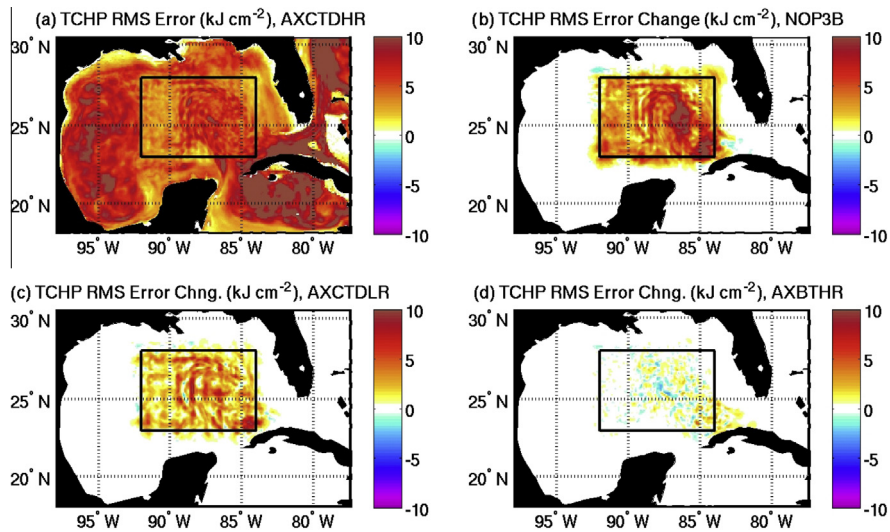 (a) TCHP RMS Error (kJ cm⁻²), AXCTDHR
30° N
25° N
20° N
95° W
90° W
85° W
80° W
10
5
0
-5
-10
(b) TCHP RMS Error Change (kJ cm⁻²), NOP3B
30° N
25° N
20° N
95° W
90° W
85° W
80° W
10
5
0
-5
-10
(c) TCHP RMS Error Chng. (kJ cm⁻²), AXCTDLR
30° N
25° N
20° N
95° W
90° W
85° W
80° W
10
5
0
-5
-10
(d) TCHP RMS Error Chng. (kJ cm⁻²), AXBTHR
30° N
25° N
20° N
95° W
90° W
85° W
80° W
10
5
0
-5
-10